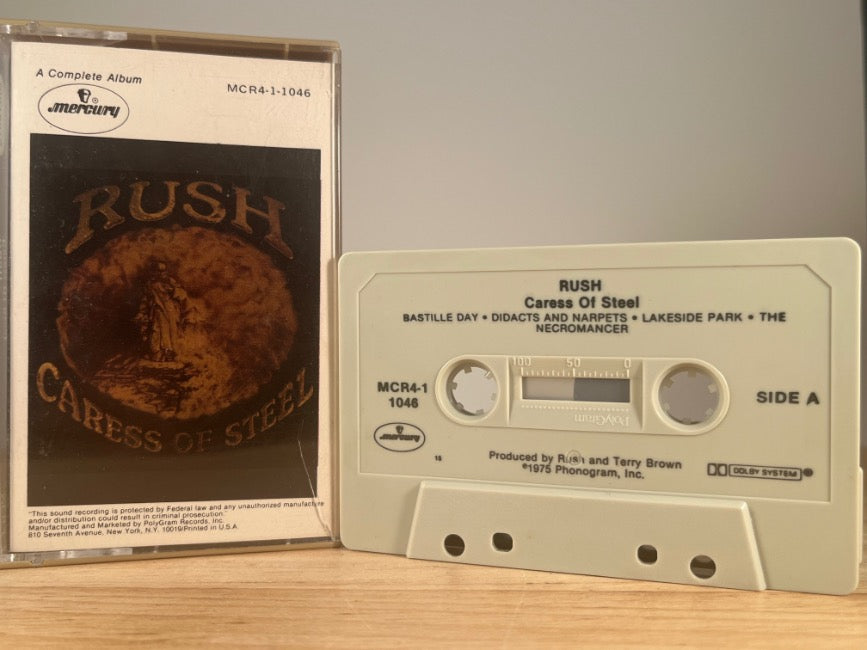 A Complete Album
mercury ®
MCR4-1-1046
RUSH
CARESS OF STEEL
"This sound recording is protected by Federal law and any unauthorized manufacture
and/or distribution could result in criminal prosecution."
Manufactured and Marketed by PolyGram Records, Inc.
810 Seventh Avenue, New York, N.Y. 10019/Printed in U.S.A.
RUSH
Caress Of Steel
BASTILLE DAY • DIDACTS AND NARPETS • LAKESIDE PARK • THE
NECROMANCER
100 50 0
PolyGram
MCR4-1
1046
SIDE A
mercury
16
Produced by Rush and Terry Brown
℗1975 Phonogram, Inc.
DOLBY SYSTEM ®